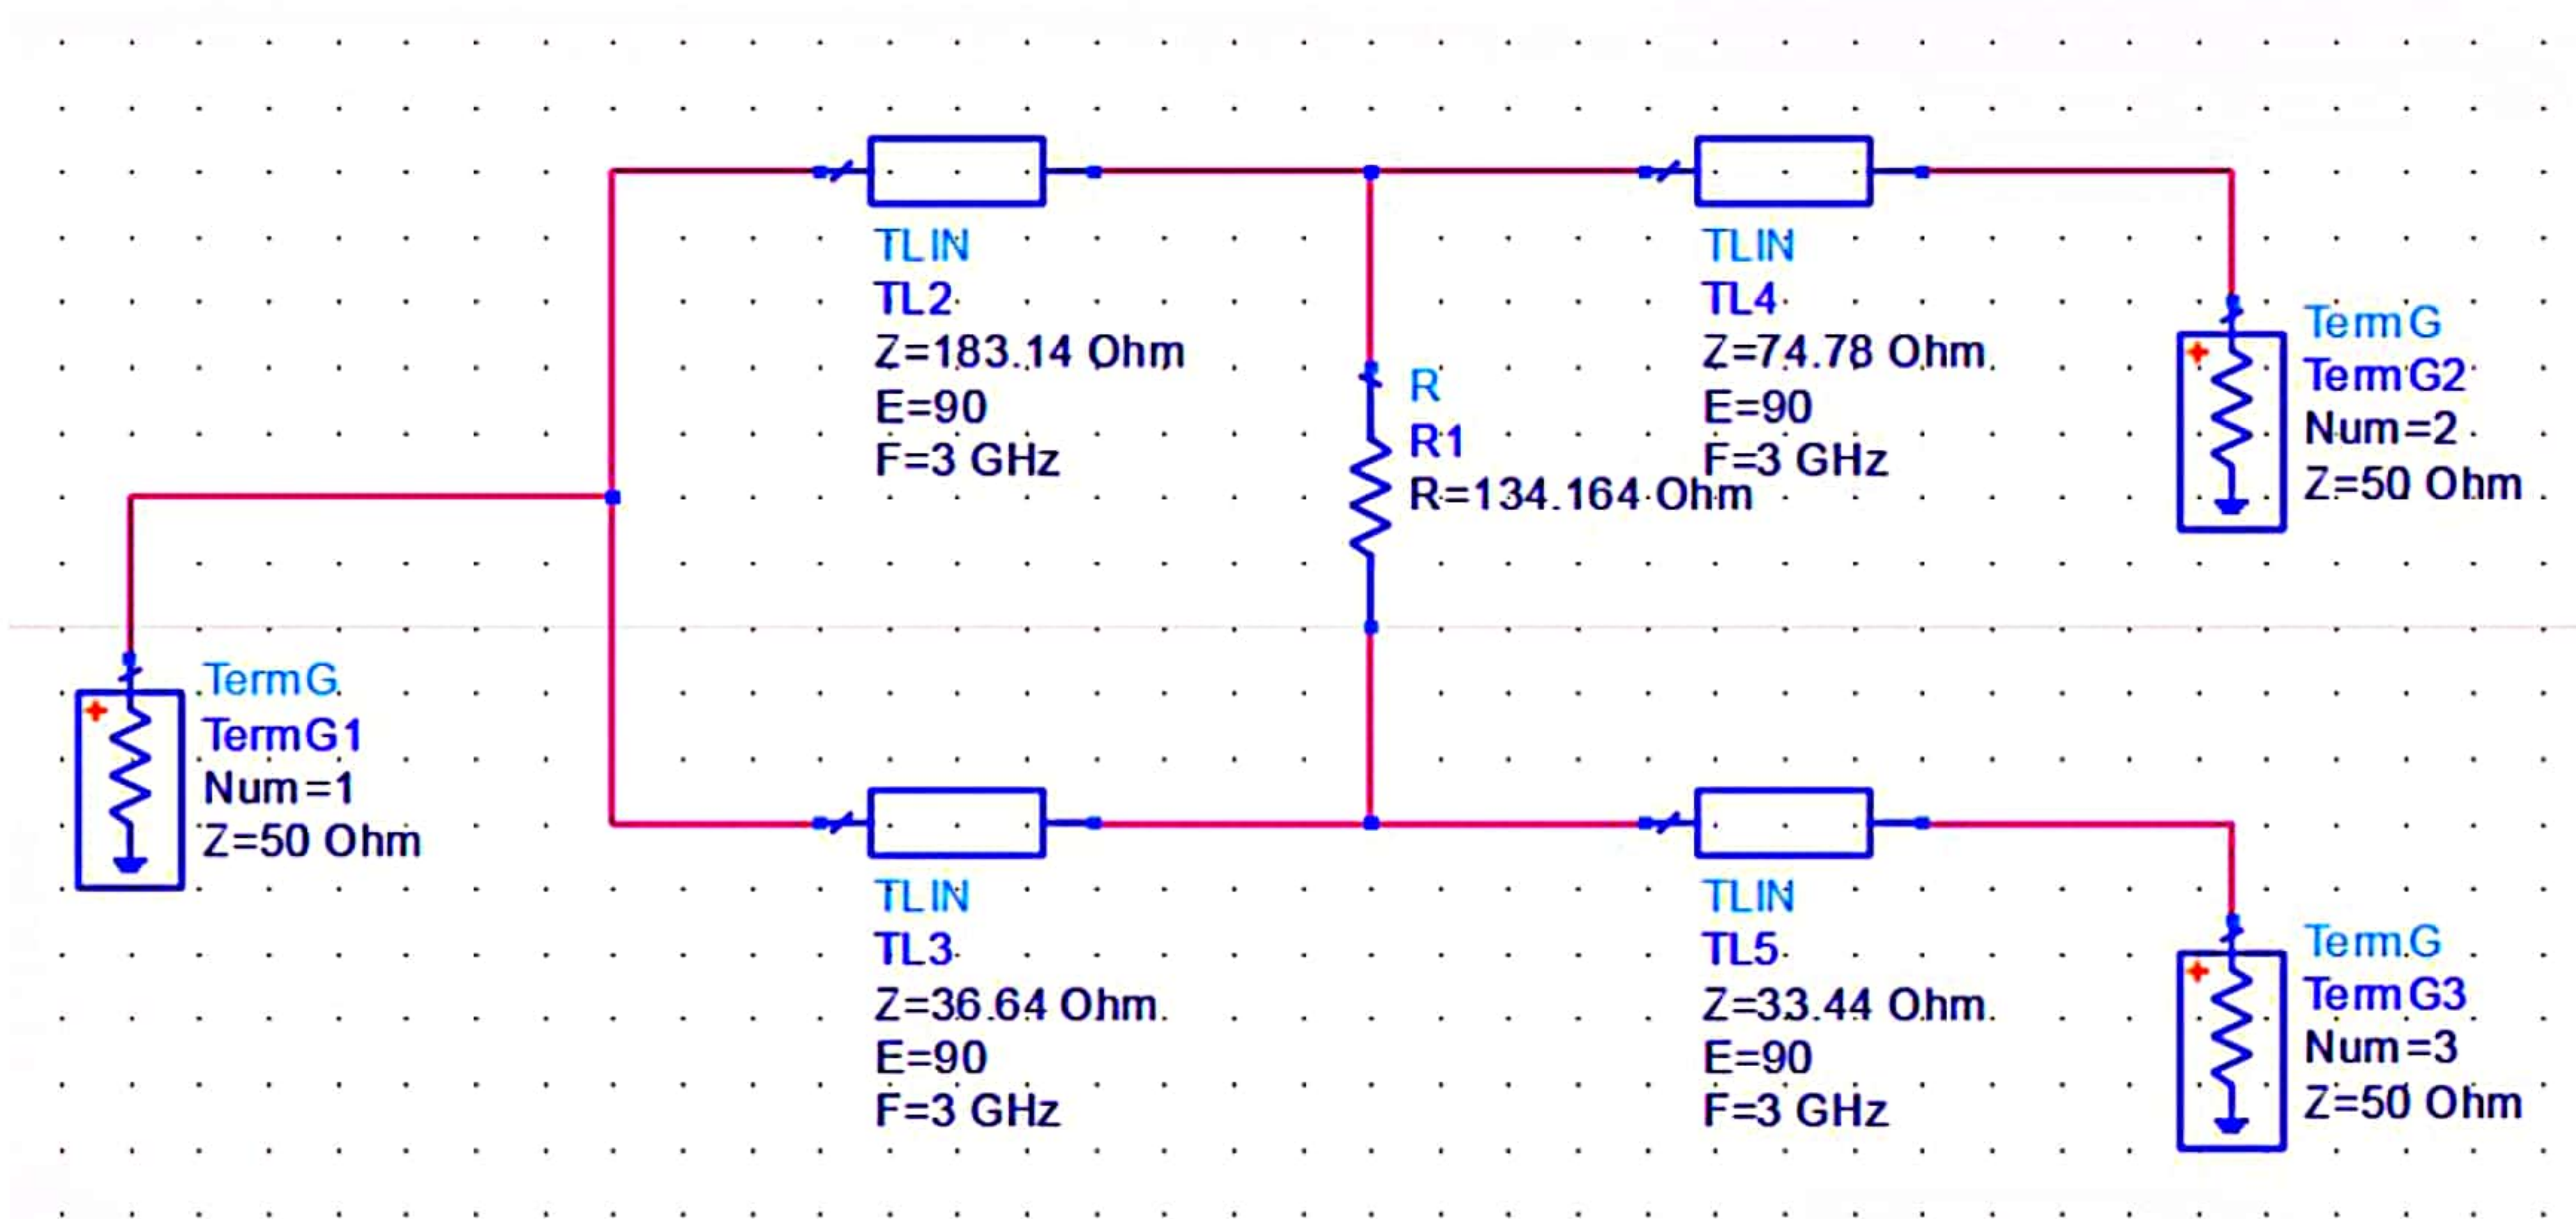 TLIN
TL2
Z=183.14 Ohm
E=90
F=3 GHz
TLIN
TL4
Z=74.78 Ohm
E=90
F=3 GHz
R
R1
R=134.164 Ohm
TermG
TermG2
Num=2
Z=50 Ohm
TermG
TermG1
Num=1
Z=50 Ohm
TLIN
TL3
Z=36.64 Ohm
E=90
F=3 GHz
TLIN
TL5
Z=33.44 Ohm
E=90
F=3 GHz
TermG
TermG3
Num=3
Z=50 Ohm